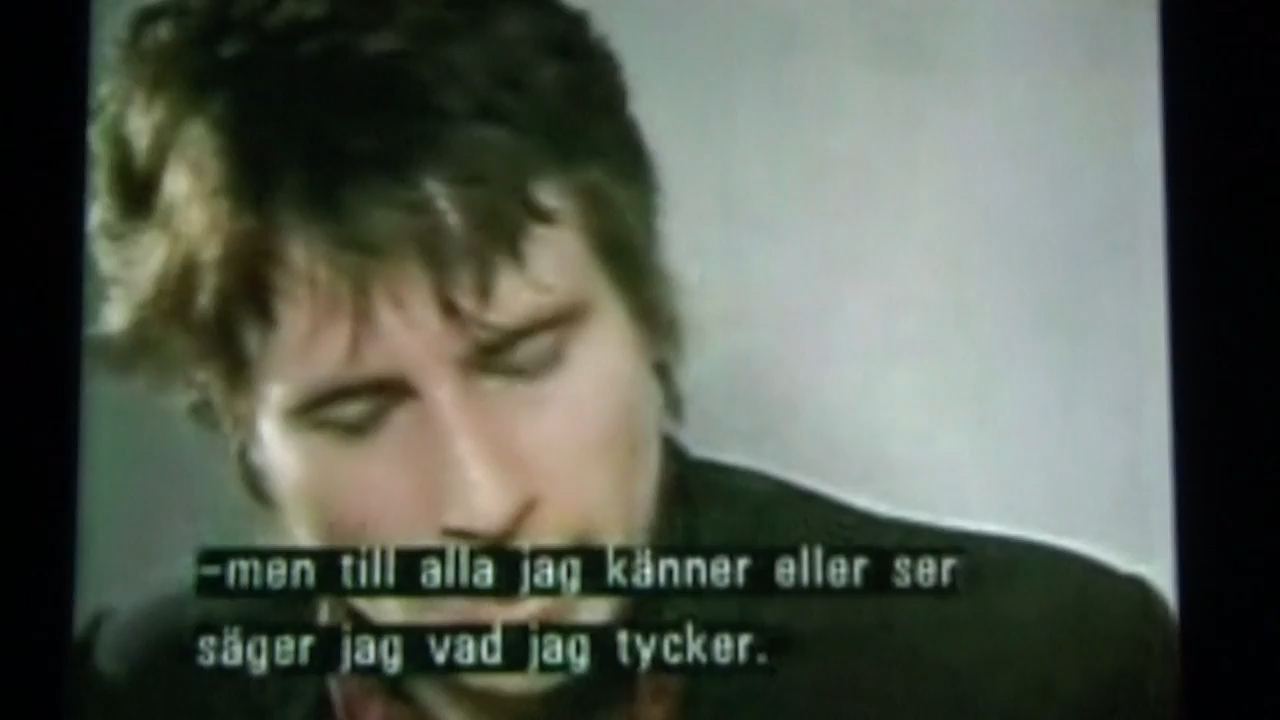 -men till alla jag känner eller ser
säger jag vad jag tycker.